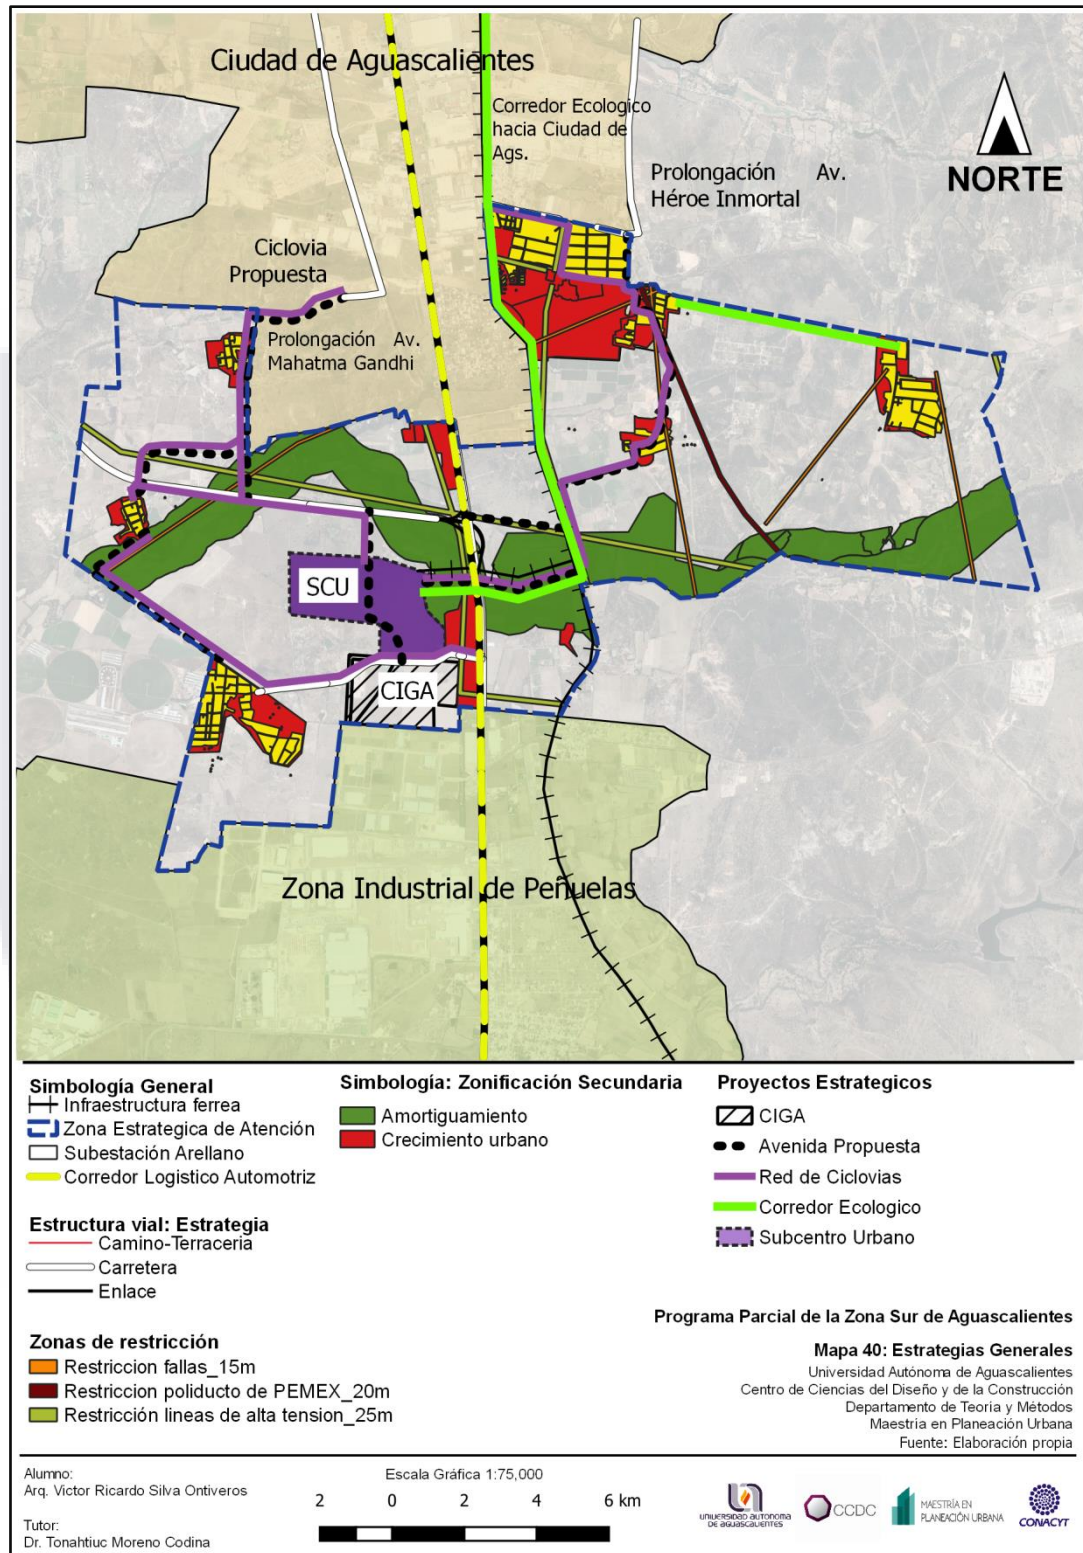 Ciudad de Aguascalientes
Corredor Ecologico
hacia Ciudad de
Ags.
NORTE
Prolongación Av.
Héroe Inmortal
Ciclovia
Propuesta
Prolongación Av.
Mahatma Gandhi
SCU
CIGA
Zona Industrial de Peñuelas
Simbología General
Infraestructura ferrea
Zona Estrategica de Atención
Subestación Arellano
Corredor Logistico Automotriz
Estructura vial: Estrategia
Camino-Terraceria
Carretera
Enlace
Zonas de restricción
Restriccion fallas_15m
Restriccion poliducto de PEMEX_20m
Restricción lineas de alta tension_25m
Simbología: Zonificación Secundaria
Amortiguamiento
Crecimiento urbano
Proyectos Estrategicos
CIGA
Avenida Propuesta
Red de Ciclovias
Corredor Ecologico
Subcentro Urbano
Programa Parcial de la Zona Sur de Aguascalientes
Mapa 40: Estrategias Generales
Universidad Autónoma de Aguascalientes
Centro de Ciencias del Diseño y de la Construcción
Departamento de Teoria y Métodos
Maestría en Planeación Urbana
Fuente: Elaboración propia
Alumno:
Arq. Victor Ricardo Silva Ontiveros
Tutor:
Dr. Tonahtiuc Moreno Codina
Escala Gráfica 1:75,000
2 0 2 4 6 km
UNIVERSIDAD AUTONOMA
DE AGUASCALIENTES
CCDC
MAESTRÍA EN
PLANEACIÓN URBANA
CONACYT